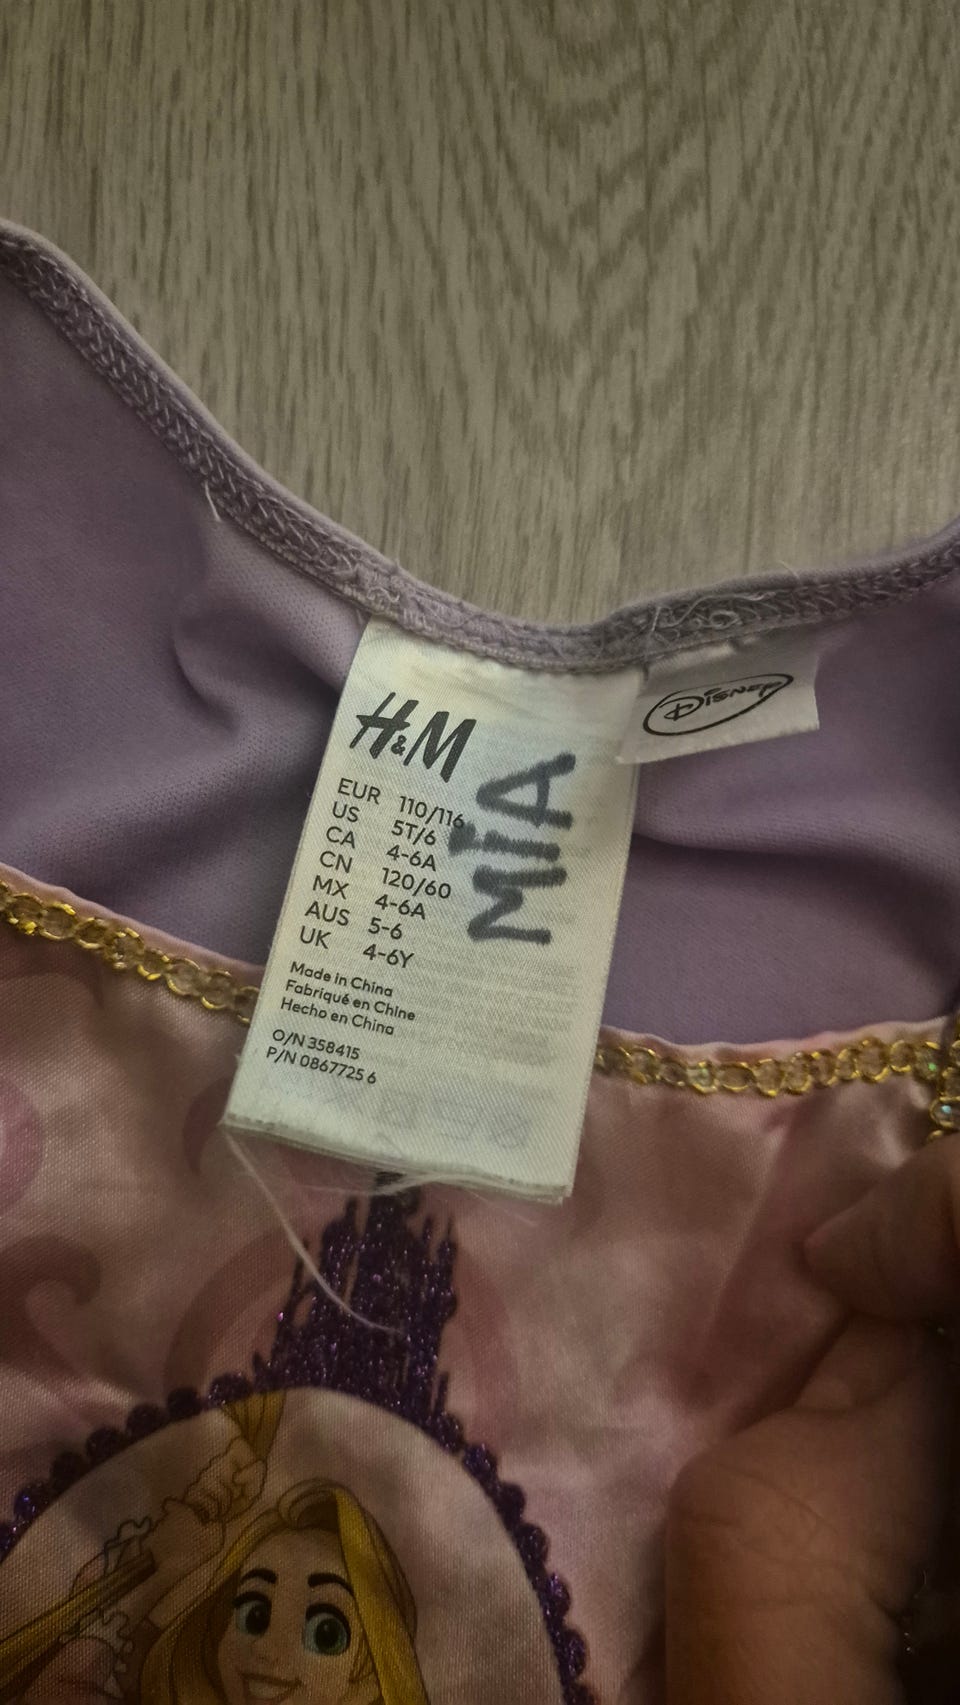 H&M
EUR 110/116
US 5T/6
CA 4-6A
CN 120/60
MX 4-6A
AUS 5-6
UK 4-6Y
Made in China
Fabriqué en Chine
Hecho en China
O/N 358415
P/N 0867725 6
MIA
Disney